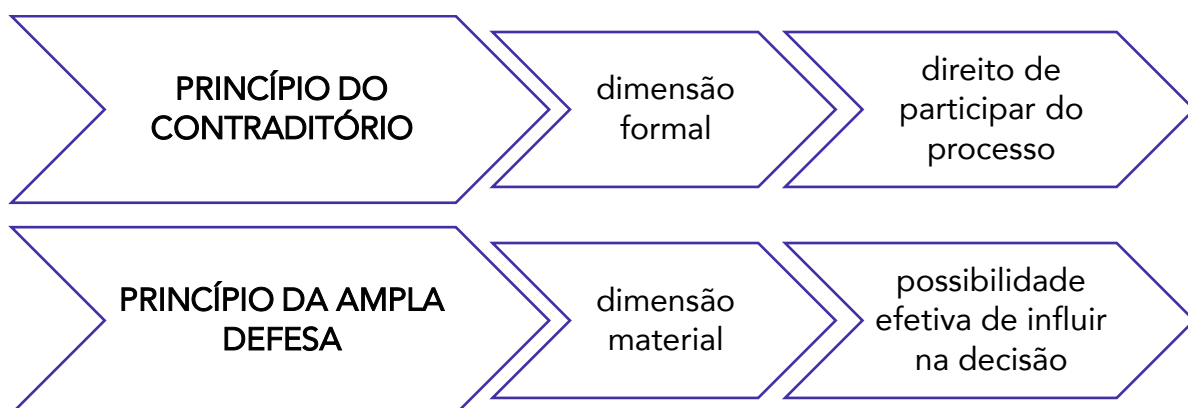 PRINCÍPIO DO
CONTRADITÓRIO
dimensão
formal
direito de
participar do
processo
PRINCÍPIO DA AMPLA
DEFESA
dimensão
material
possibilidade
efetiva de influir
na decisão